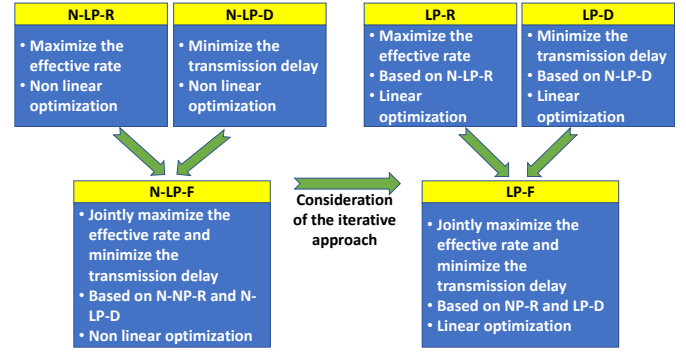 N-LP-R
• Maximize the
effective rate
• Non linear
optimization
N-LP-D
• Minimize the
transmission delay
• Non linear
optimization
LP-R
• Maximize the
effective rate
• Based on N-LP-R
• Linear
optimization
LP-D
• Minimize the
transmission delay
• Based on N-LP-D
• Linear
optimization
N-LP-F
• Jointly maximize the
effective rate and
minimize the
transmission delay
• Based on N-NP-R and N-
LP-D
• Non linear optimization
Consideration
of the iterative
approach
LP-F
• Jointly maximize the
effective rate and
minimize the
transmission delay
• Based on NP-R and LP-D
• Linear optimization